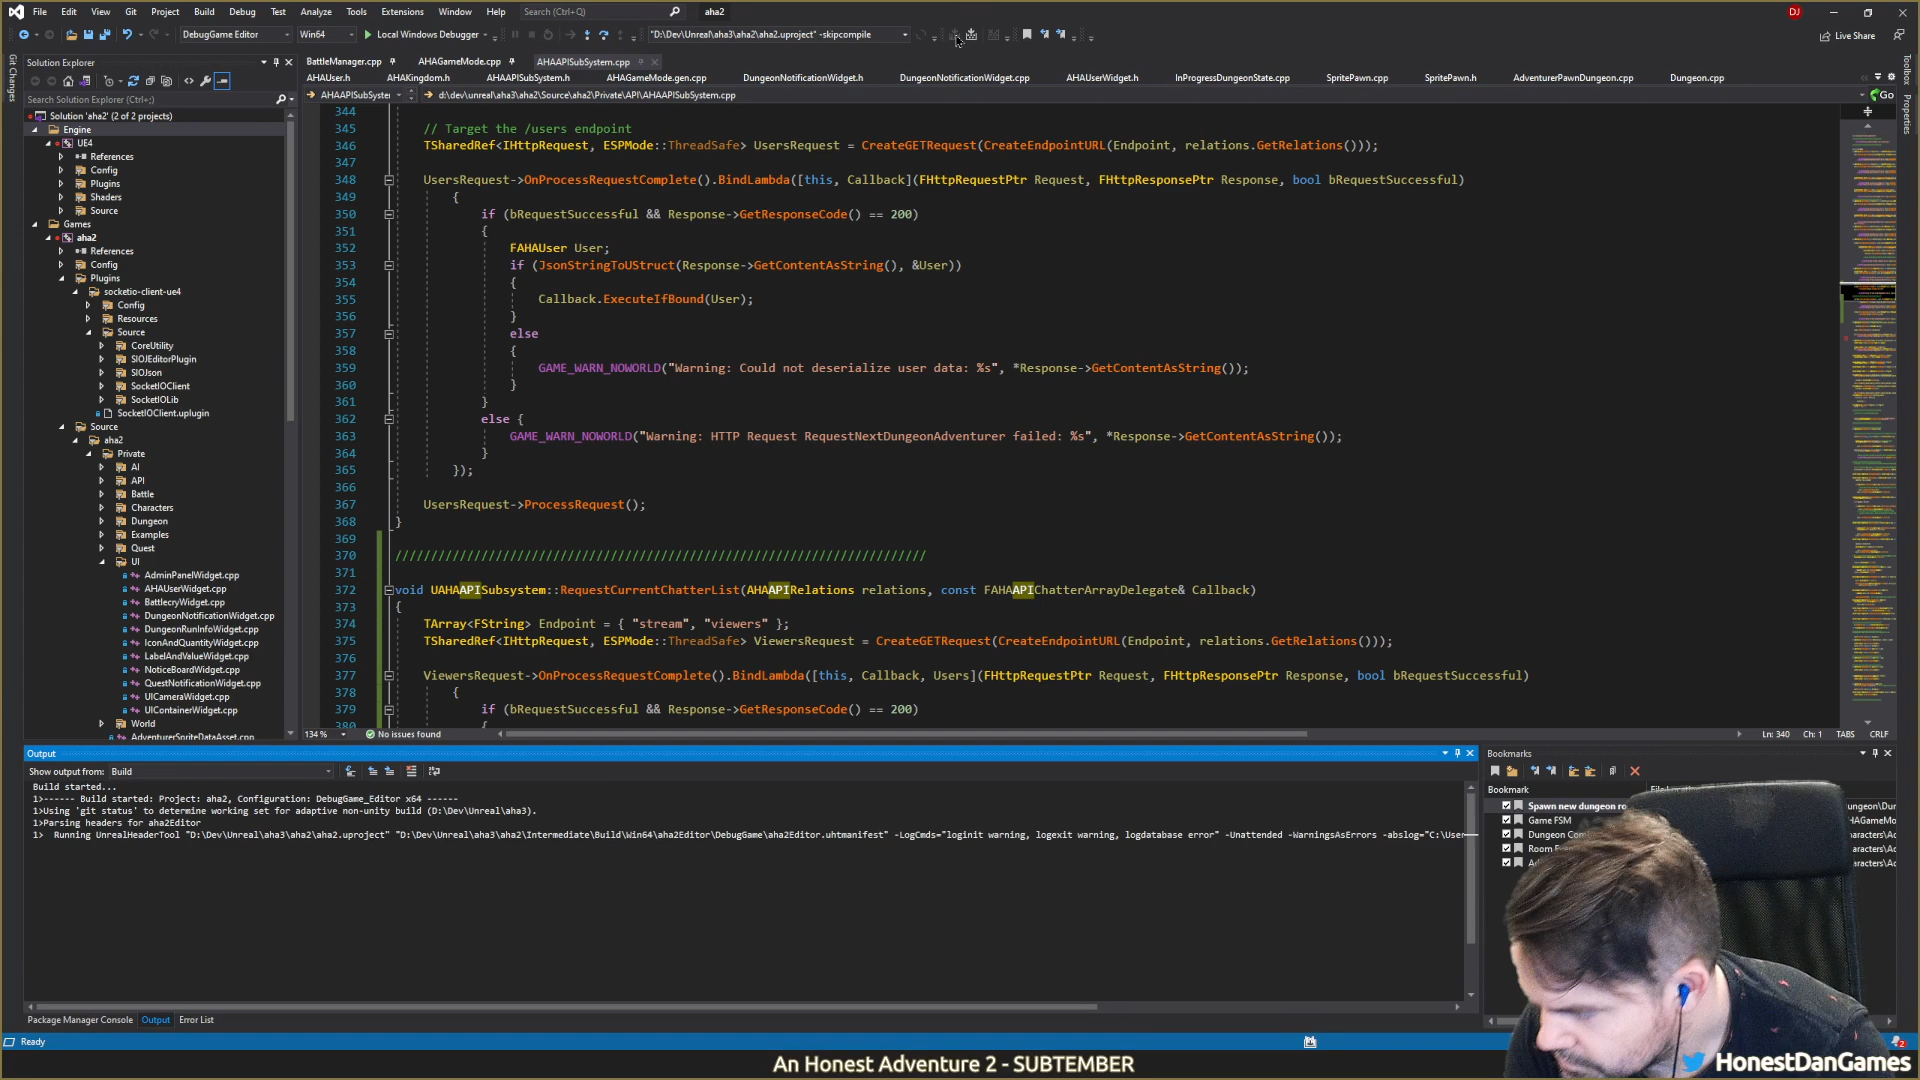 File Edit View Git Project Build Debug Test Analyze Tools Extensions Window Help Search (Ctrl+Q) aha2 DJ
DebugGame Editor Win64 Local Windows Debugger "D:\Dev\Unreal\aha3\aha2\aha2.uproject" -skipcompile Live Share
Git Changes
Toolbox
Properties
Solution Explorer
Search Solution Explorer (Ctrl+;)
Solution 'aha2' (2 of 2 projects)
Engine
UE4
References
Config
Plugins
Shaders
Source
Games
aha2
References
Config
Plugins
socketio-client-ue4
Config
Resources
Source
CoreUtility
SIOJEditorPlugin
SIOJson
SocketIOClient
SocketIOLib
SocketIOClient.uplugin
Source
aha2
Private
AI
API
Battle
Characters
Dungeon
Examples
Quest
UI
AdminPanelWidget.cpp
AHAUserWidget.cpp
BattlecryWidget.cpp
DungeonNotificationWidget.cpp
DungeonRunInfoWidget.cpp
IconAndQuantityWidget.cpp
LabelAndValueWidget.cpp
NoticeBoardWidget.cpp
QuestNotificationWidget.cpp
UICameraWidget.cpp
UIContainerWidget.cpp
World
AdventurerSpriteDataAsset.cpp
BattleManager.cpp AHAGameMode.cpp AHAAPISubSystem.cpp
AHAUser.h AHAKingdom.h AHAAPISubSystem.h AHAGameMode.gen.cpp DungeonNotificationWidget.h DungeonNotificationWidget.cpp AHAUserWidget.h InProgressDungeonState.cpp SpritePawn.cpp SpritePawn.h AdventurerPawnDungeon.cpp Dungeon.cpp
AHAAPISubSyster d:\dev\unreal\aha3\aha2\Source\aha2\Private\API\AHAAPISubSystem.cpp Go
344
345 // Target the /users endpoint
346 TSharedRef<IHttpRequest, ESPMode::ThreadSafe> UsersRequest = CreateGETRequest(CreateEndpointURL(Endpoint, relations.GetRelations()));
347
348 UsersRequest->OnProcessRequestComplete().BindLambda([this, Callback](FHttpRequestPtr Request, FHttpResponsePtr Response, bool bRequestSuccessful)
349 {
350 if (bRequestSuccessful && Response->GetResponseCode() == 200)
351 {
352 FAHAUser User;
353 if (JsonStringToUStruct(Response->GetContentAsString(), &User))
354 {
355 Callback.ExecuteIfBound(User);
356 }
357 else
358 {
359 GAME_WARN_NOWORLD("Warning: Could not deserialize user data: %s", *Response->GetContentAsString());
360 }
361 }
362 else {
363 GAME_WARN_NOWORLD("Warning: HTTP Request RequestNextDungeonAdventurer failed: %s", *Response->GetContentAsString());
364 }
365 });
366
367 UsersRequest->ProcessRequest();
368 }
369
370 //////////////////////////////////////////////////////////////////////////
371
372 void UAHAAPISubsystem::RequestCurrentChatterList(AHAAPIRelations relations, const FAHAAPIChatterArrayDelegate& Callback)
373 {
374 TArray<FString> Endpoint = { "stream", "viewers" };
375 TSharedRef<IHttpRequest, ESPMode::ThreadSafe> ViewersRequest = CreateGETRequest(CreateEndpointURL(Endpoint, relations.GetRelations()));
376
377 ViewersRequest->OnProcessRequestComplete().BindLambda([this, Callback, Users](FHttpRequestPtr Request, FHttpResponsePtr Response, bool bRequestSuccessful)
378 {
379 if (bRequestSuccessful && Response->GetResponseCode() == 200)
380 {
134 % No issues found Ln: 340 Ch: 1 TABS CRLF
Output
Show output from: Build
Build started...
1>------ Build started: Project: aha2, Configuration: DebugGame_Editor x64 ------
1>Using 'git status' to determine working set for adaptive non-unity build (D:\Dev\Unreal\aha3).
1>Parsing headers for aha2Editor
1> Running UnrealHeaderTool "D:\Dev\Unreal\aha3\aha2\aha2.uproject" "D:\Dev\Unreal\aha3\aha2\Intermediate\Build\Win64\aha2Editor\DebugGame\aha2Editor.uhtmanifest" -LogCmds="loginit warning, logexit warning, logdatabase error" -Unattended -WarningsAsErrors -abslog="C:\User
Bookmarks
Bookmark
Spawn new dungeon ro
Game FSM
Dungeon Com
Room
Package Manager Console Output Error List
Ready
2
An Honest Adventure 2 - SUBTEMBER
HonestDanGames